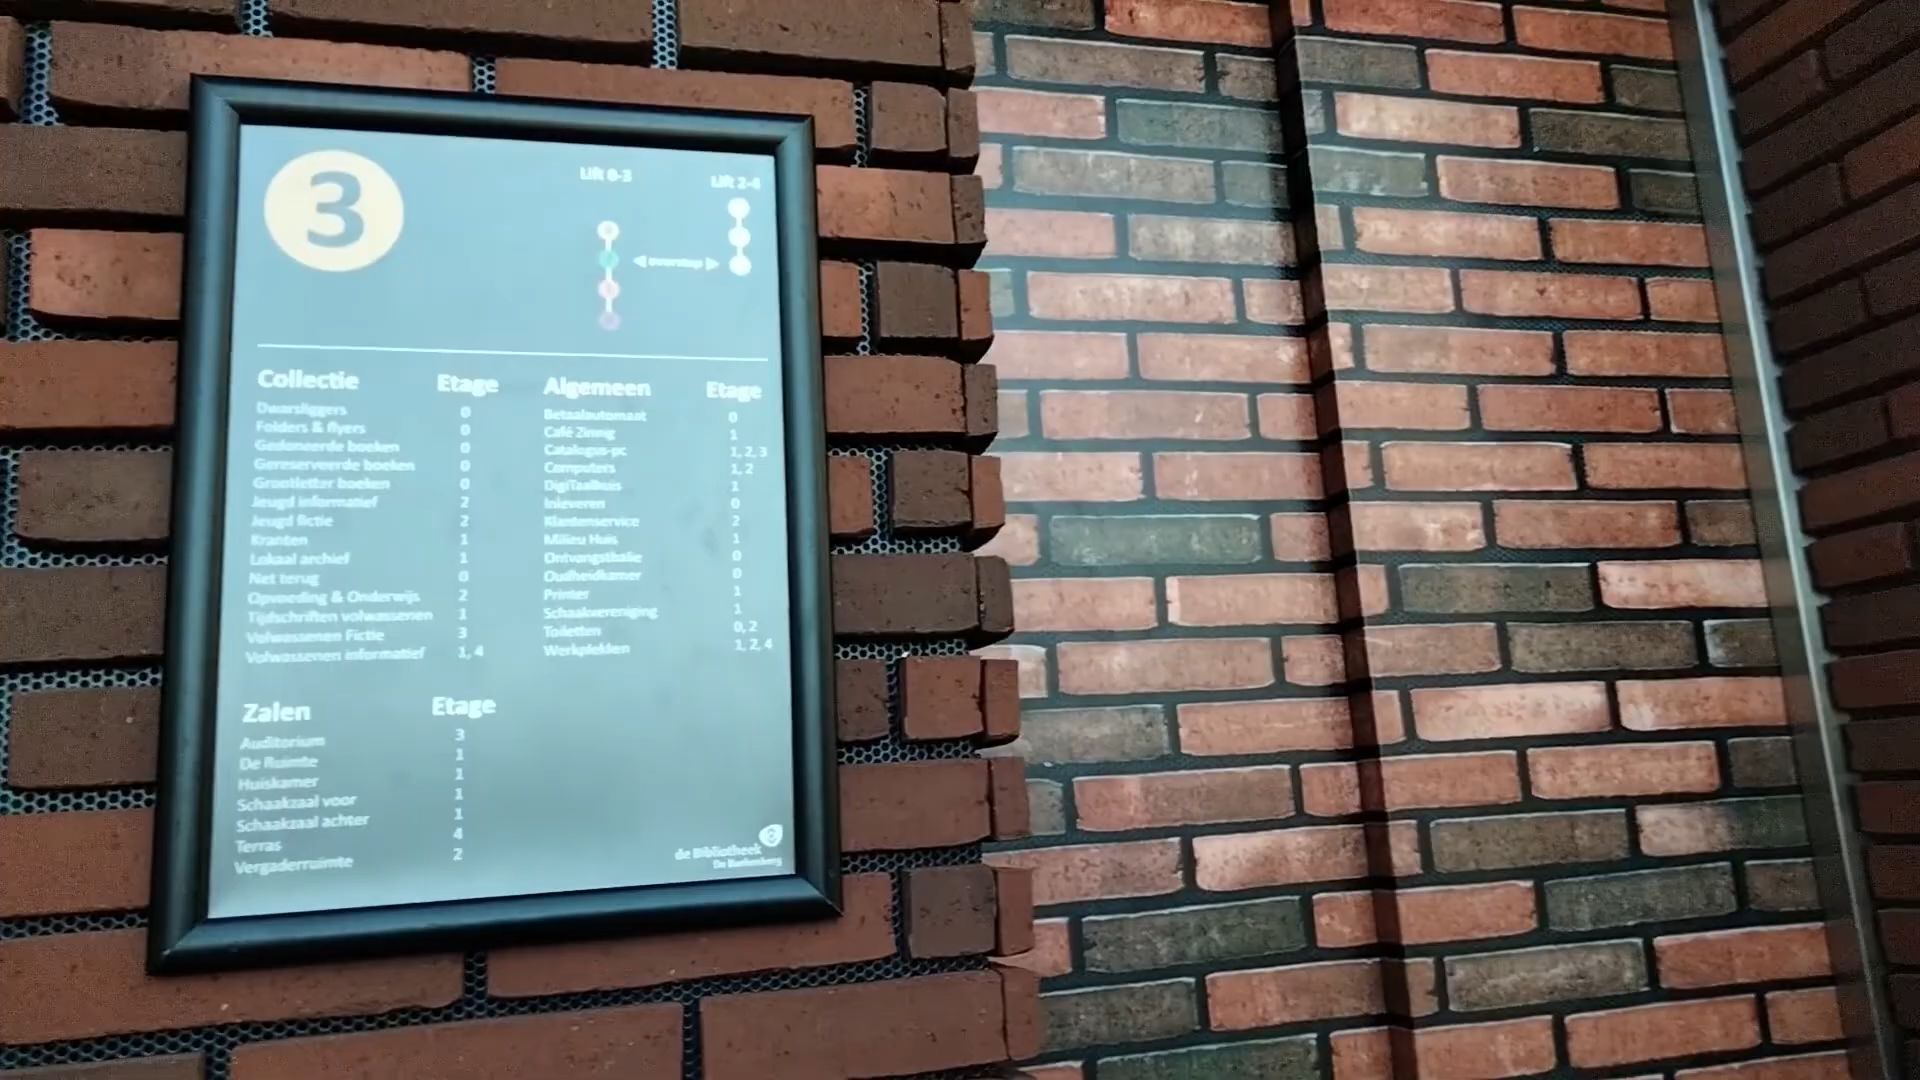 3
Lift 0-3
Lift 2-4
overstap
Collectie Etage
Dwarsliggers 0
Folders & flyers 0
Gedoneerde boeken 0
Gereserveerde boeken 0
Grootletter boeken 0
Jeugd informatief 2
Jeugd fictie 2
Kranten 1
Lokaal archief 1
Net terug 0
Opvoeding & Onderwijs 2
Tijdschriften volwassenen 1
Volwassenen Fictie 3
Volwassenen informatief 1, 4
Algemeen Etage
Betaalautomaat 0
Café Zinnig 1
Catalogus-pc 1, 2, 3
Computers 1, 2
DigiTaalhuis 1
Inleveren 0
Klantenservice 2
Milieu Huis 1
Ontvangstbalie 0
Oudheidkamer 0
Printer 1
Schaakvereniging 1
Toiletten 0, 2
Werkplekken 1, 2, 4
Zalen Etage
Auditorium 3
De Ruimte 1
Huiskamer 1
Schaakzaal voor 1
Schaakzaal achter 1
Terras 4
Vergaderruimte 2
de Bibliotheek
De Boekenberg